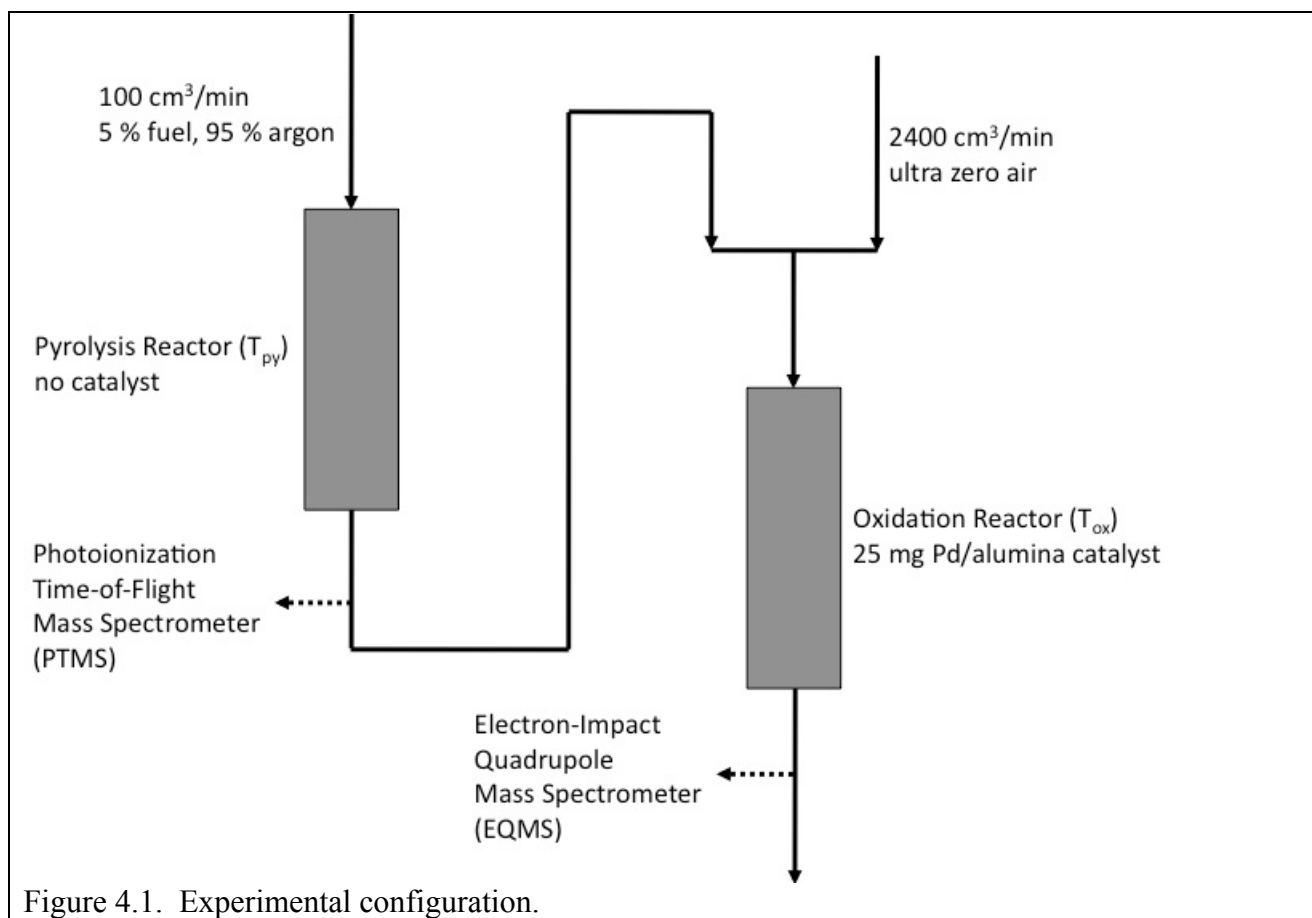 100 cm³/min
5 % fuel, 95 % argon
2400 cm³/min
ultra zero air
Pyrolysis Reactor (Tpy)
no catalyst
Oxidation Reactor (Tox)
25 mg Pd/alumina catalyst
Photoionization
Time-of-Flight
Mass Spectrometer
(PTMS)
Electron-Impact
Quadrupole
Mass Spectrometer
(EQMS)
Figure 4.1.  Experimental configuration.